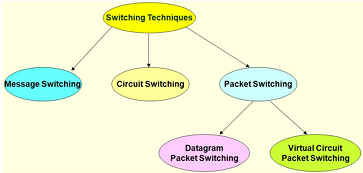 Switching Techniques
Message Switching
Circuit Switching
Packet Switching
Datagram
Packet Switching
Virtual Circuit
Packet Switching